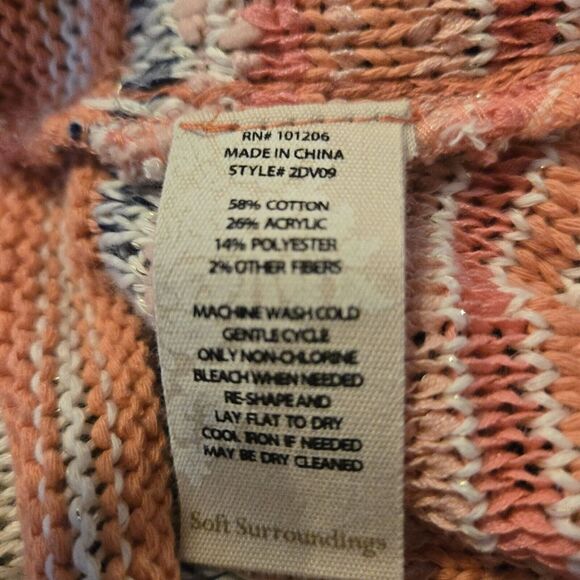 RN# 101206
MADE IN CHINA
STYLE# 2DV09
58% COTTON
26% ACRYLIC
14% POLYESTER
2% OTHER FIBERS
MACHINE WASH COLD
GENTLE CYCLE
ONLY NON-CHLORINE
BLEACH WHEN NEEDED
RE-SHAPE AND
LAY FLAT TO DRY
COOL IRON IF NEEDED
MAY BE DRY CLEANED
Soft Surroundings